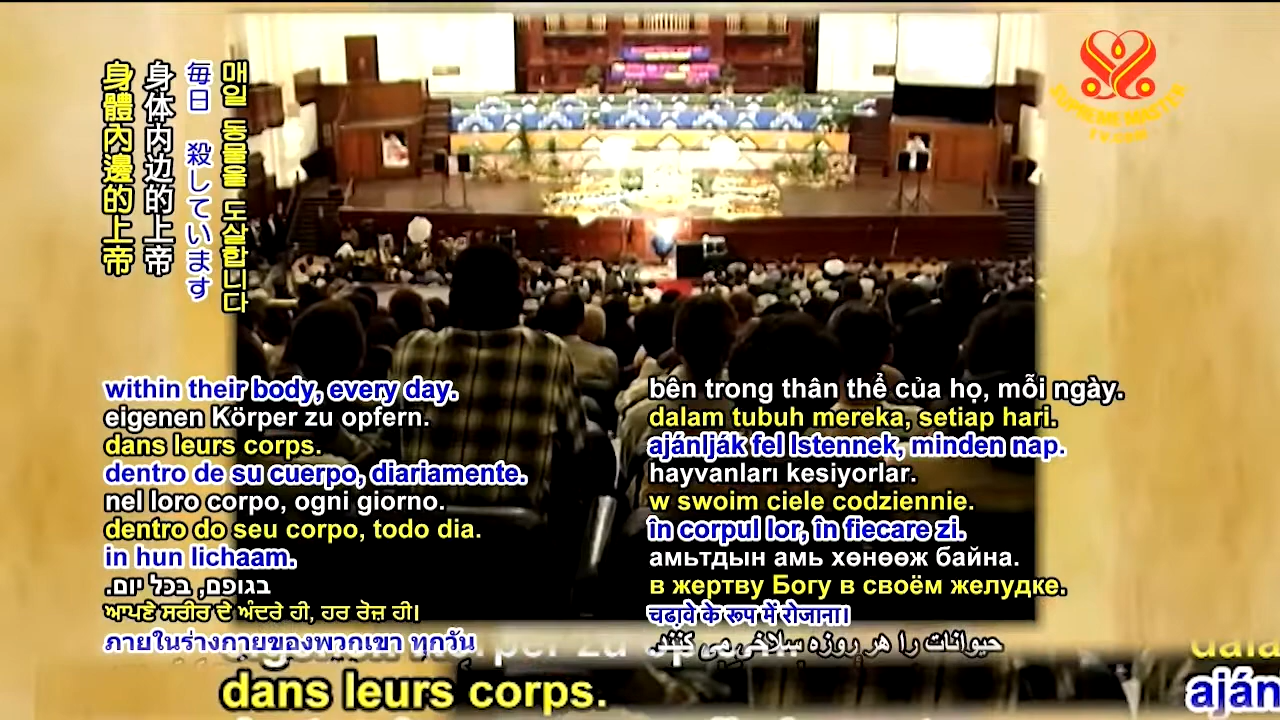 身體內邊的上帝
身体内边的上帝
毎日 殺しています
매일 동물을 도살합니다
SUPREME MASTER
TV.COM
within their body, every day.
eigenen Körper zu opfern.
dans leurs corps.
dentro de su cuerpo, diariamente.
nel loro corpo, ogni giorno.
dentro do seu corpo, todo dia.
in hun lichaam.
בגופם, בכל יום.
ਆਪਣੇ ਸਰੀਰ ਦੇ ਅੰਦਰੇ ਹੀ, ਹਰ ਰੋਜ਼ ਹੀ।
ภายในร่างกายของพวกเขา ทุกวัน
bên trong thân thể của họ, mỗi ngày.
dalam tubuh mereka, setiap hari.
ajánlják fel Istennek, minden nap.
hayvanları kesiyorlar.
w swoim ciele codziennie.
în corpul lor, în fiecare zi.
амьтдын амь хөнөөж байна.
в жертву Богу в своём желудке.
चढ़ावे के रूप में रोजाना।
حیوانات را هر روزه سلاخی می کنند.
dans leurs corps.
aján